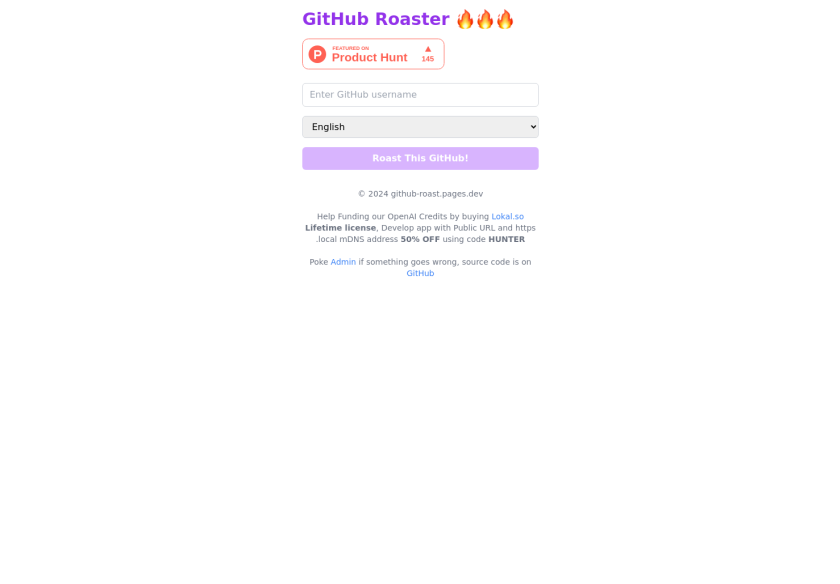 GitHub Roaster 🔥🔥🔥
FEATURED ON
Product Hunt
145
Enter GitHub username
English
Roast This GitHub!
© 2024 github-roast.pages.dev
Help Funding our OpenAI Credits by buying Lokal.so
Lifetime license, Develop app with Public URL and https
.local mDNS address 50% OFF using code HUNTER
Poke Admin if something goes wrong, source code is on
GitHub